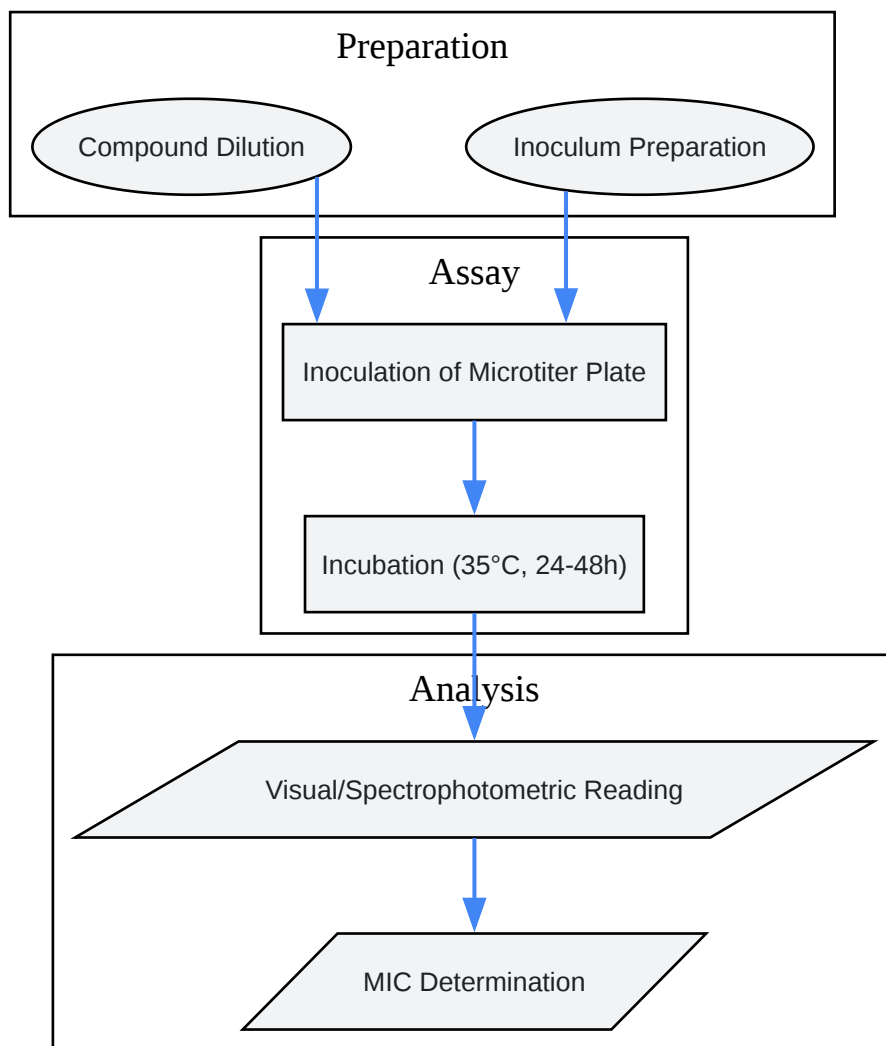 Preparation
Compound Dilution
Inoculum Preparation
Assay
Inoculation of Microtiter Plate
Incubation (35°C, 24-48h)
Analysis
Visual/Spectrophotometric Reading
MIC Determination